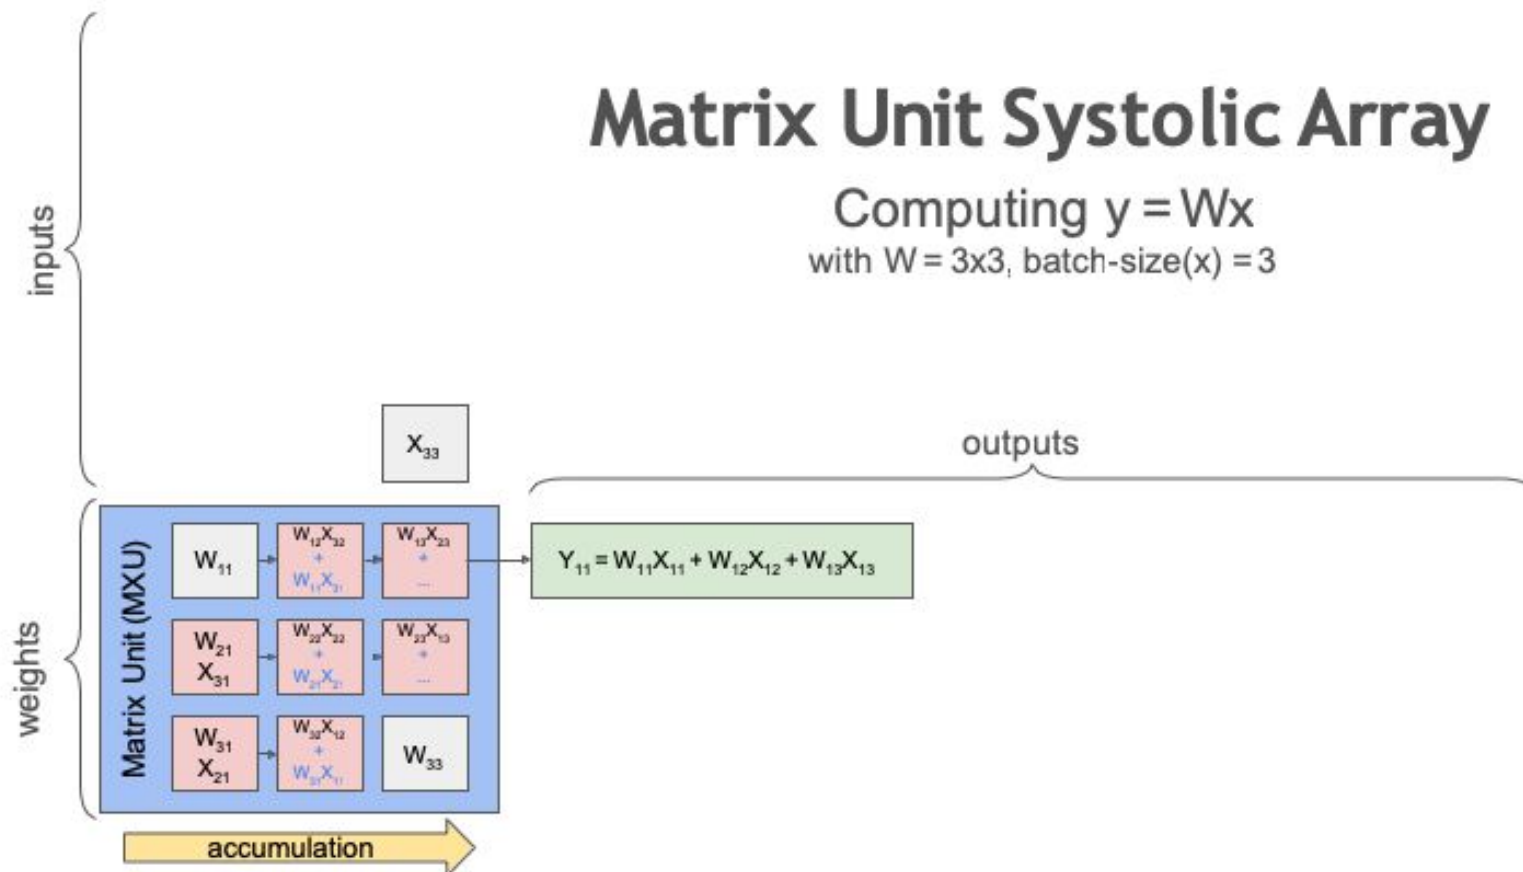 Matrix Unit Systolic Array
Computing y = Wx
with W = 3x3, batch-size(x) = 3
inputs
X₃₃
outputs
weights
Matrix Unit (MXU)
W₁₁
W₁₂X₃₂
+
W₁₁X₃₁
W₁₃X₂₃
+
...
Y₁₁ = W₁₁X₁₁ + W₁₂X₁₂ + W₁₃X₁₃
W₂₁
X₃₁
W₂₂X₂₂
+
W₂₁X₂₁
W₂₃X₁₃
+
...
W₃₁
X₂₁
W₃₂X₁₂
+
W₃₁X₁₁
W₃₃
accumulation